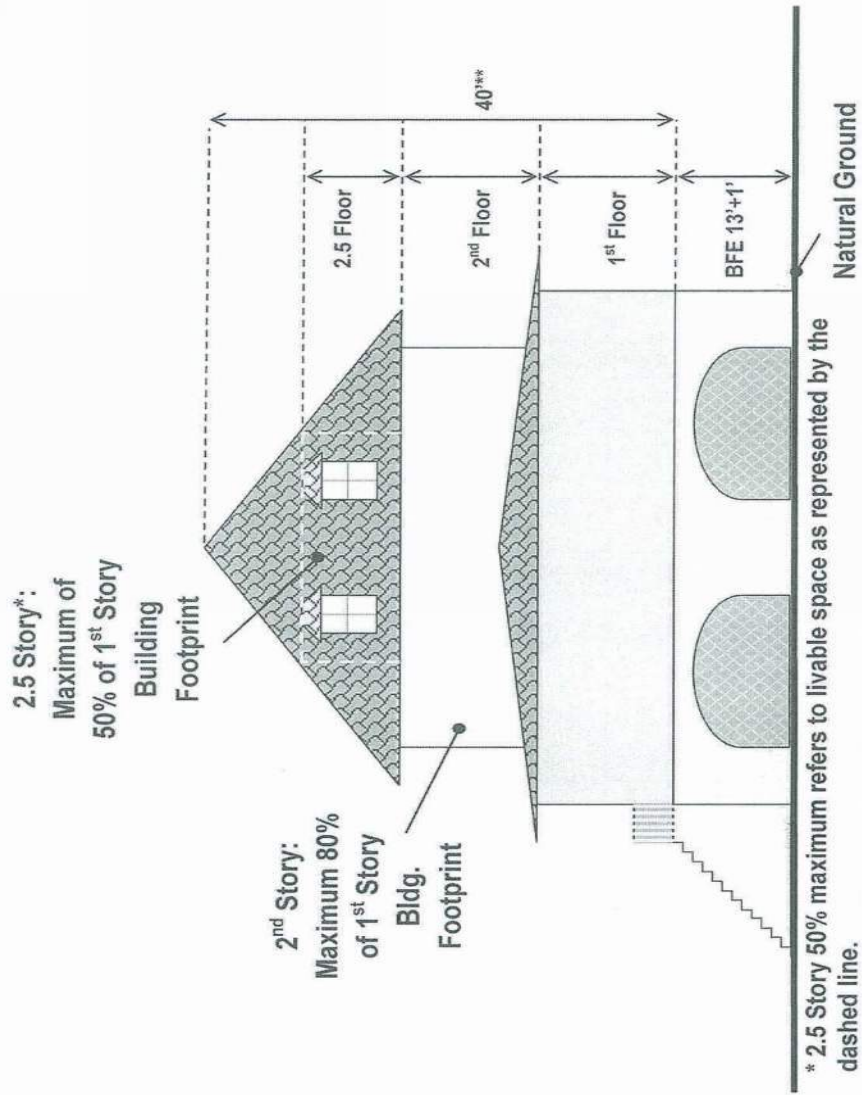 2.5 Story*:
Maximum of
50% of 1st Story
Building
Footprint
2nd Story:
Maximum 80%
of 1st Story
Bldg.
Footprint
40'**
2.5 Floor
2nd Floor
1st Floor
BFE 13'+1'
Natural Ground
* 2.5 Story 50% maximum refers to livable space as represented by the
dashed line.